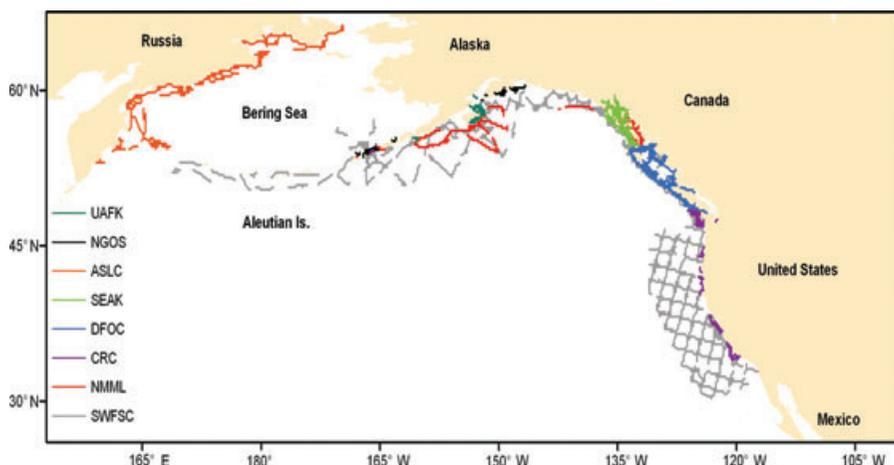 Russia
Alaska
60° N
Canada
Bering Sea
Aleutian Is.
UAFK
NGOS
45° N
ASLC
United States
SEAK
DFOC
CRC
NMML
30° N
SWFSC
Mexico
165° E
180°
165° W
150° W
135° W
120° W
105° W